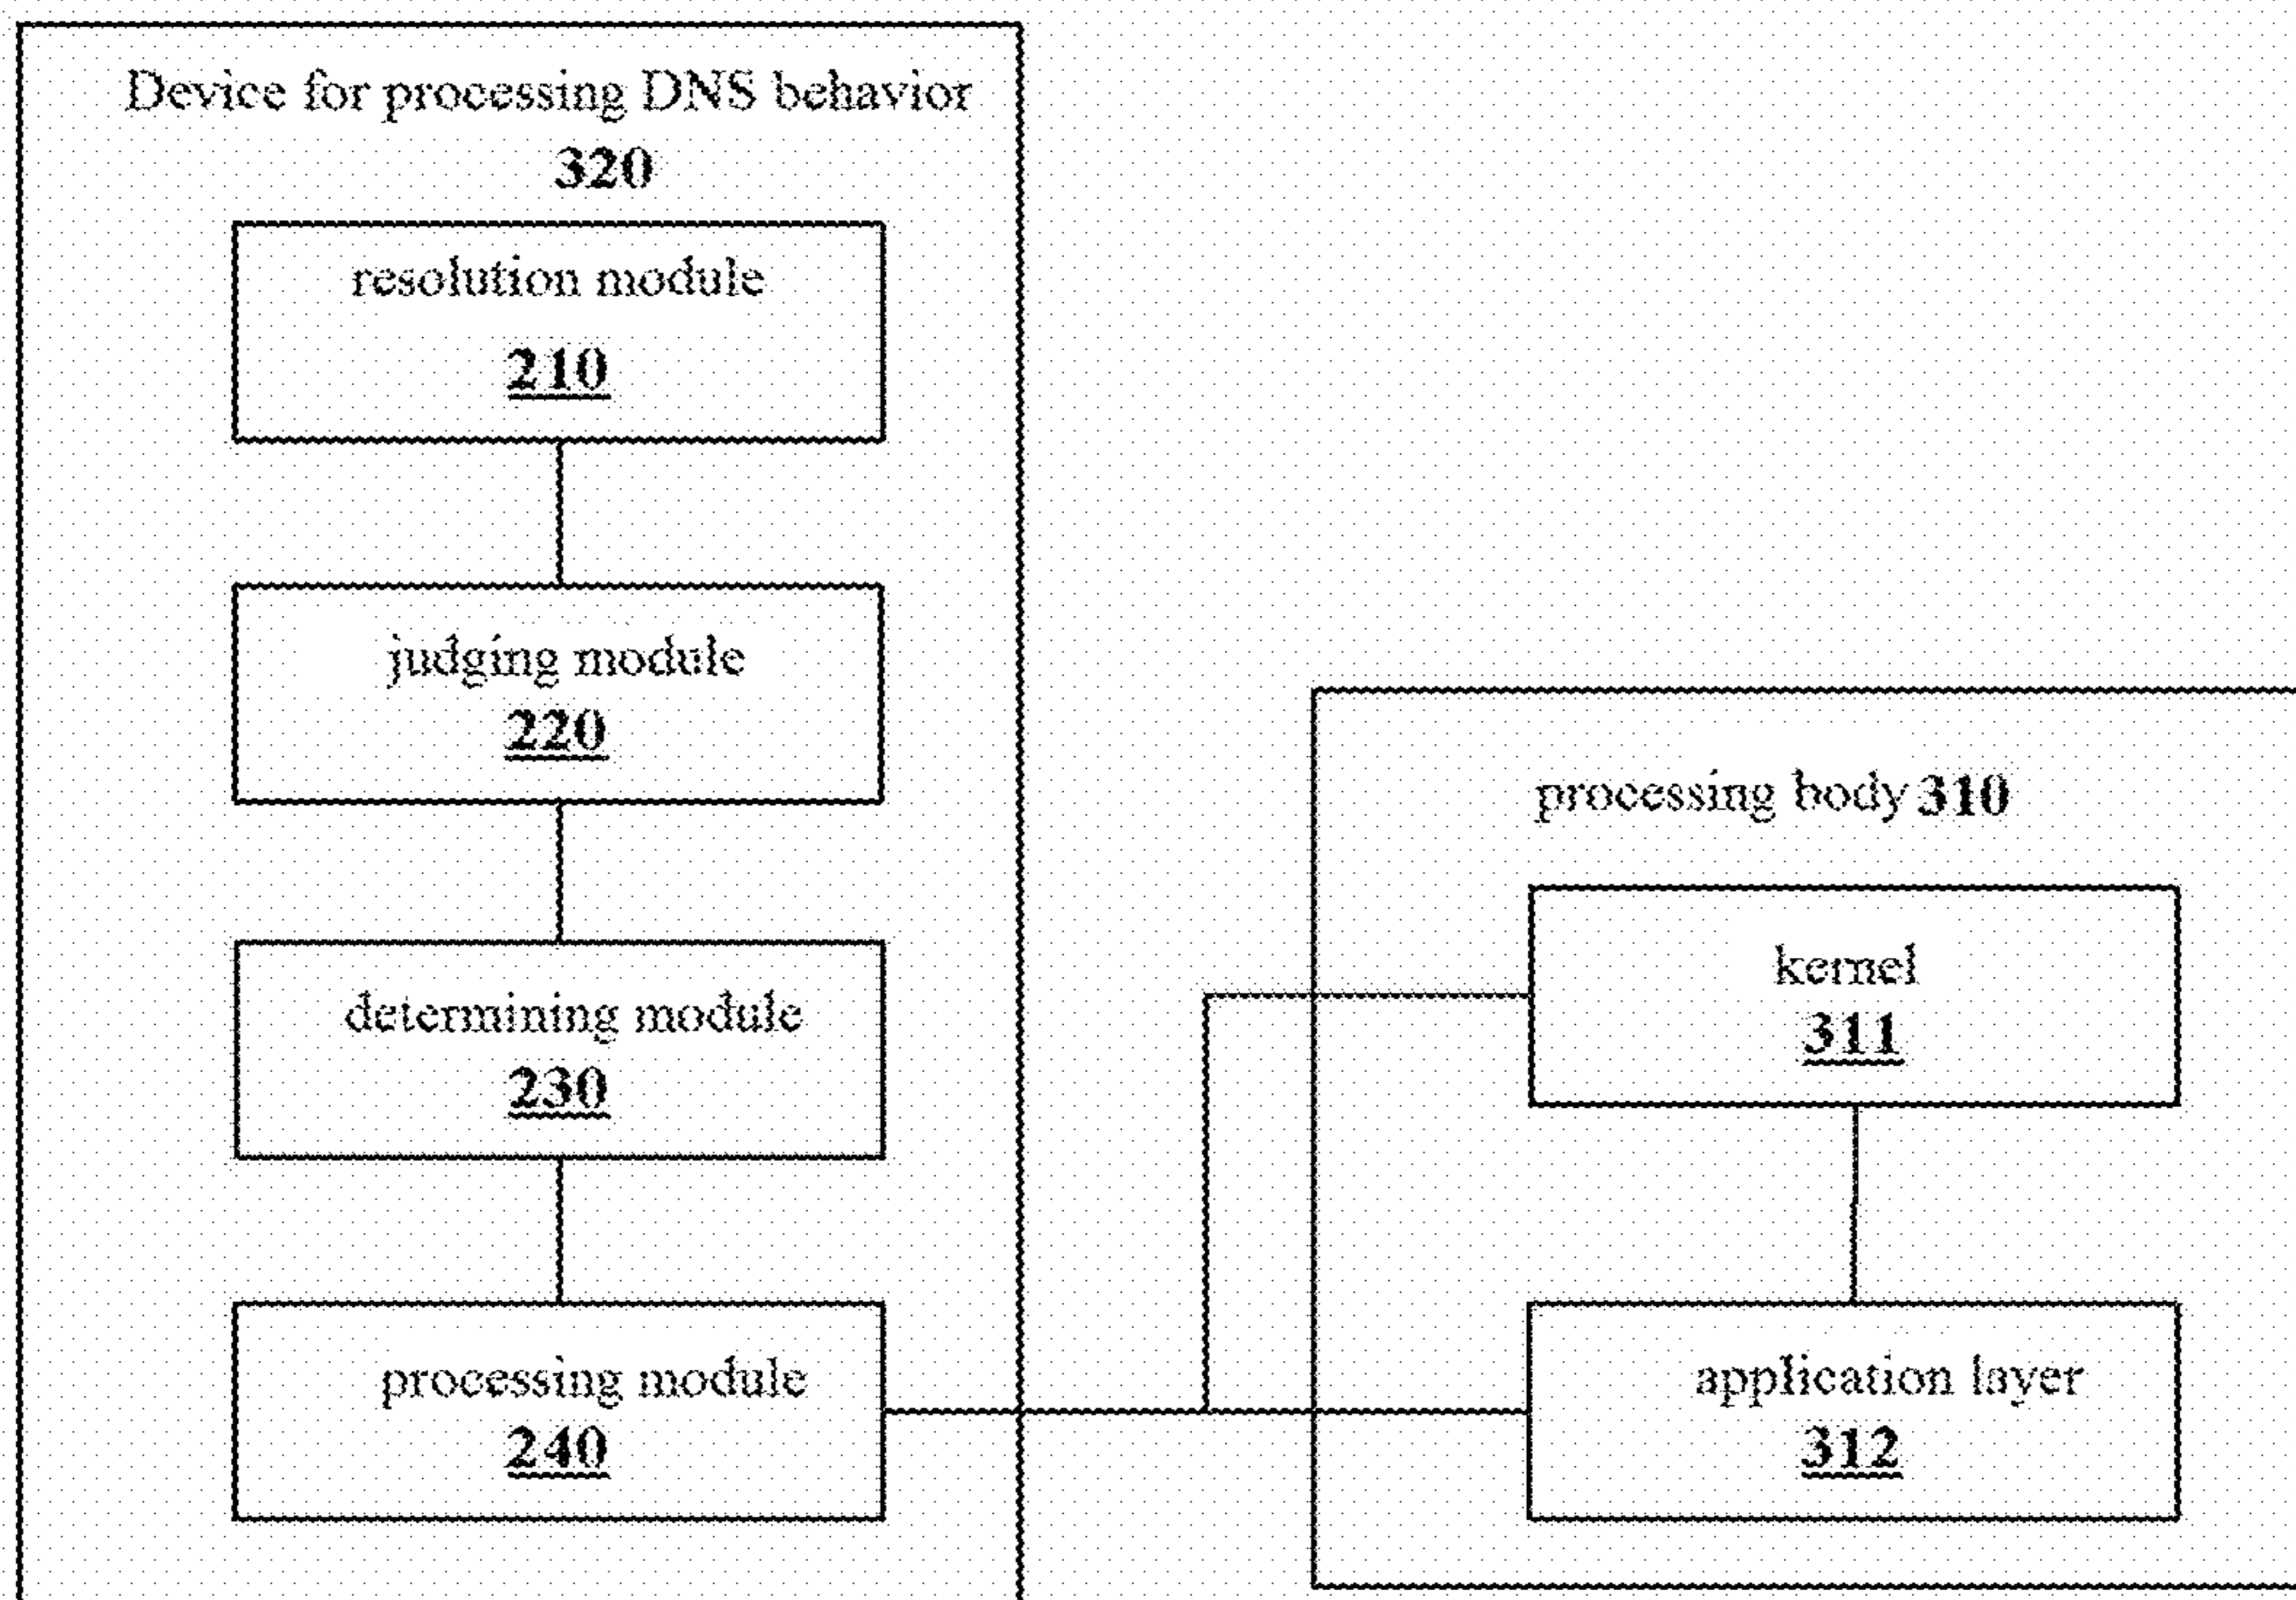 Device for processing DNS behavior
320
resolution module
210
judging module
220
determining module
230
processing module
240
processing body 310
kernel
311
application layer
312